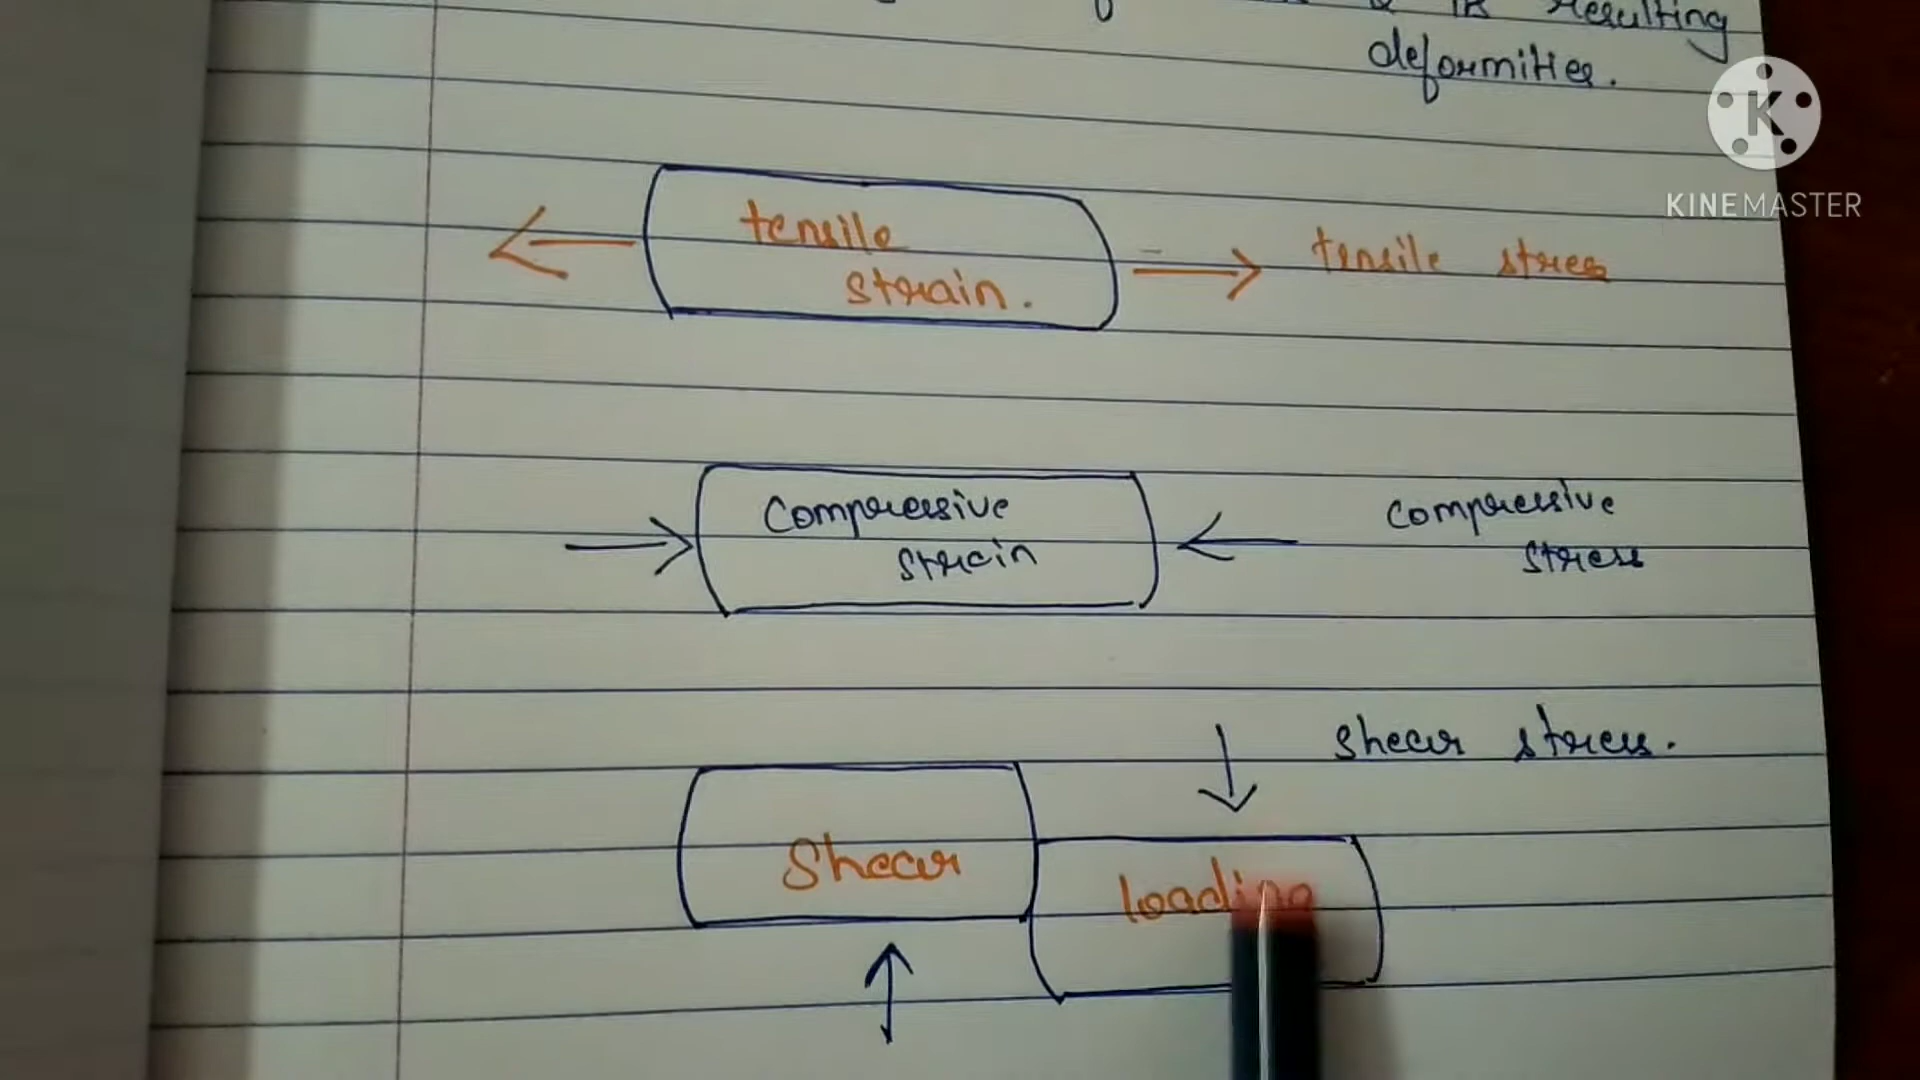 resulting
deformities.
K
KINEMASTER
tensile
strain.
tensile stress
Compressive
strain
Compressive
stress
Shear stress.
Shear
loading